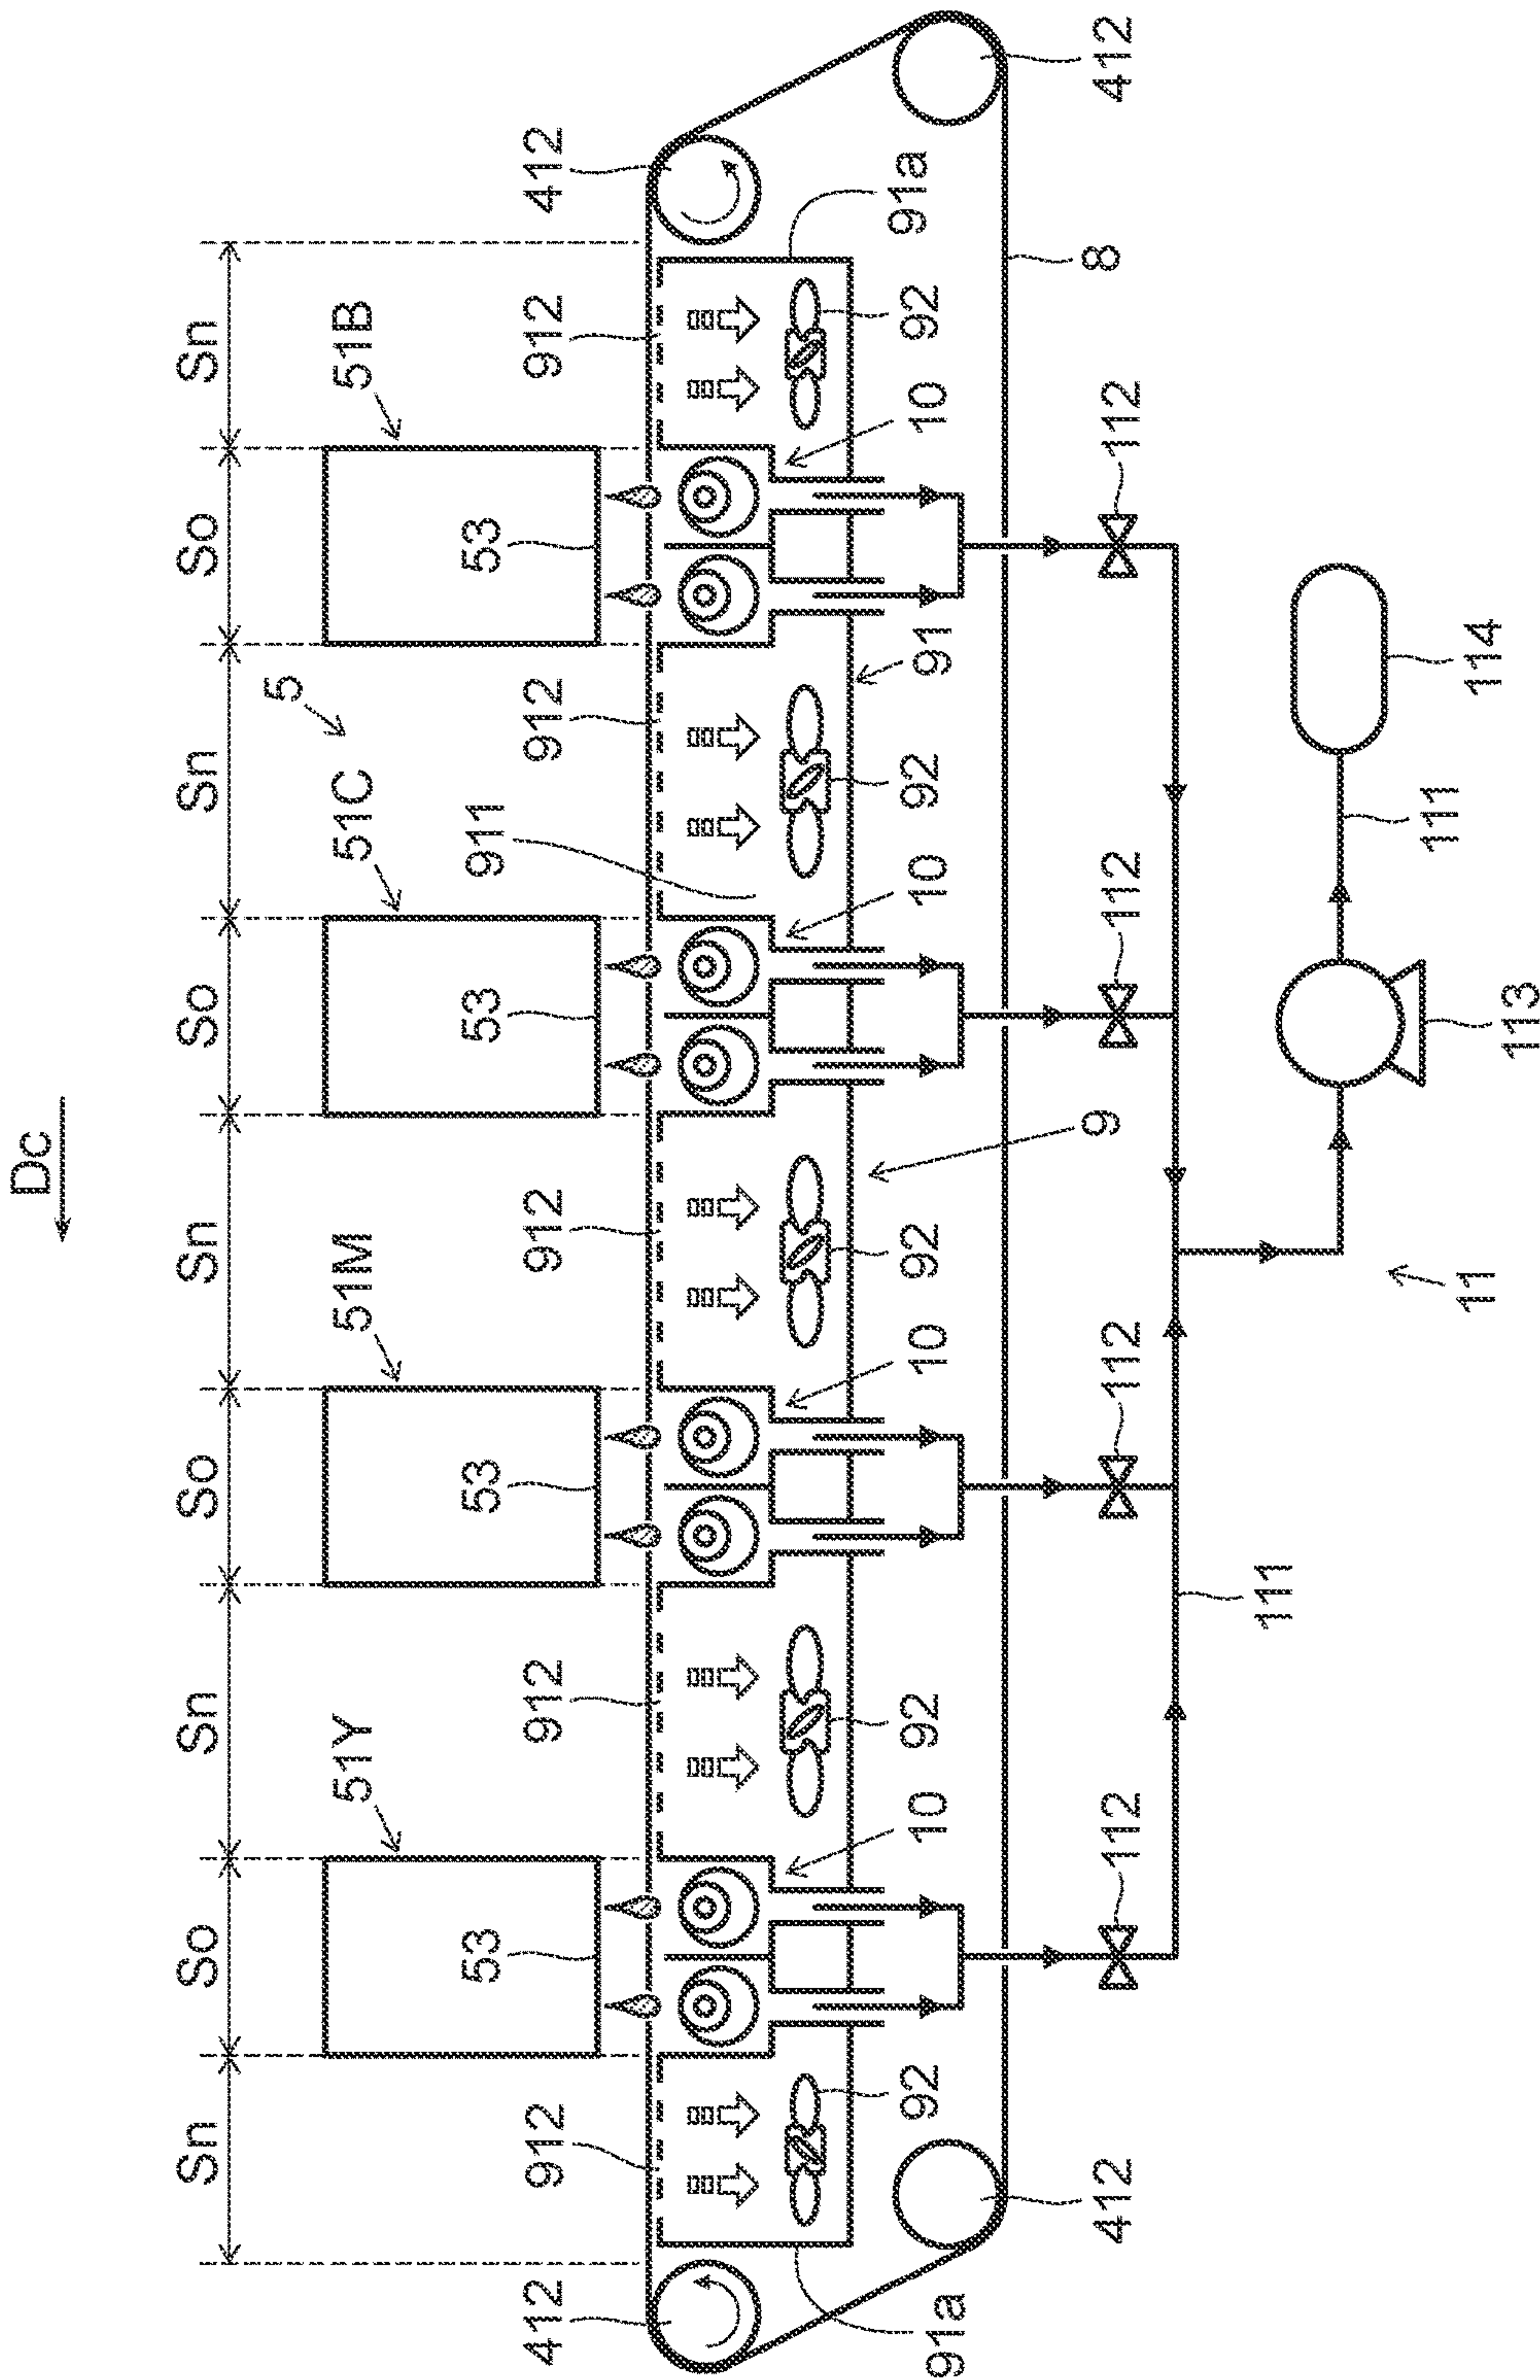 Dc
Sn So Sn So Sn So Sn So Sn
5
51Y 51M 51C 51B
53 53 53 911 53
412 912 912 912 912 912 412
91a 92 10 92 10 92 10 92 91 10 92 91a
412 112 112 9 112 112 8 412
111
111
11 114
113